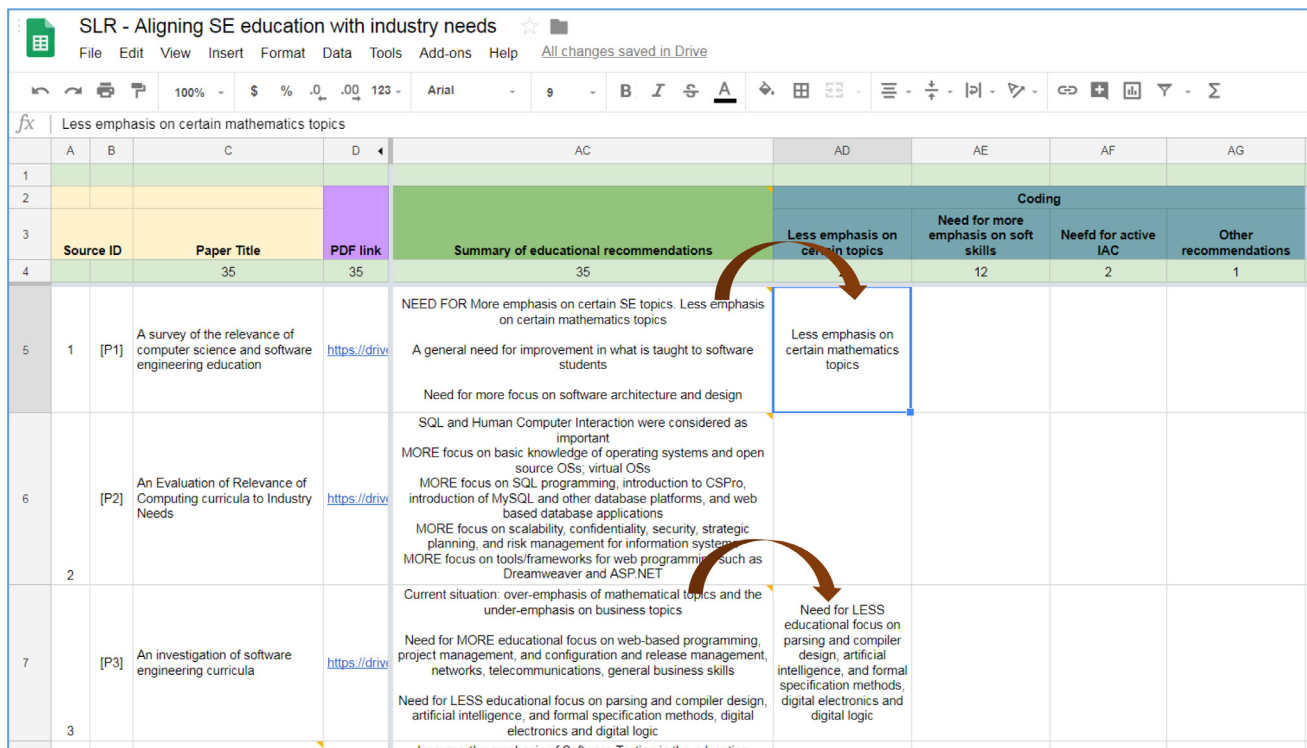 SLR - Aligning SE education with industry needs
File Edit View Insert Format Data Tools Add-ons Help All changes saved in Drive
100% $ % .0 .00 123 Arial 9 B I S A
fx Less emphasis on certain mathematics topics
A B C D AC AD AE AF AG
1
2 Coding
3 Source ID Paper Title PDF link Summary of educational recommendations
Less emphasis on
certain topics
Need for more
emphasis on soft
skills
Neefd for active
IAC
Other
recommendations
4 35 35 35 12 2 1
5 1 [P1]
A survey of the relevance of
computer science and software
engineering education
https://drive
NEED FOR More emphasis on certain SE topics. Less emphasis
on certain mathematics topics
A general need for improvement in what is taught to software
students
Need for more focus on software architecture and design
Less emphasis on
certain mathematics
topics
6 2 [P2]
An Evaluation of Relevance of
Computing curricula to Industry
Needs
https://drive
SQL and Human Computer Interaction were considered as
important
MORE focus on basic knowledge of operating systems and open
source OSs; virtual OSs
MORE focus on SQL programming, introduction to CSPro,
introduction of MySQL and other database platforms, and web
based database applications
MORE focus on scalability, confidentiality, security, strategic
planning, and risk management for information systems
MORE focus on tools/frameworks for web programming such as
Dreamweaver and ASP.NET
7 3 [P3]
An investigation of software
engineering curricula
https://drive
Current situation: over-emphasis of mathematical topics and the
under-emphasis on business topics
Need for MORE educational focus on web-based programming,
project management, and configuration and release management,
networks, telecommunications, general business skills
Need for LESS educational focus on parsing and compiler design,
artificial intelligence, and formal specification methods, digital
electronics and digital logic
Need for LESS
educational focus on
parsing and compiler
design, artificial
intelligence, and formal
specification methods,
digital electronics and
digital logic